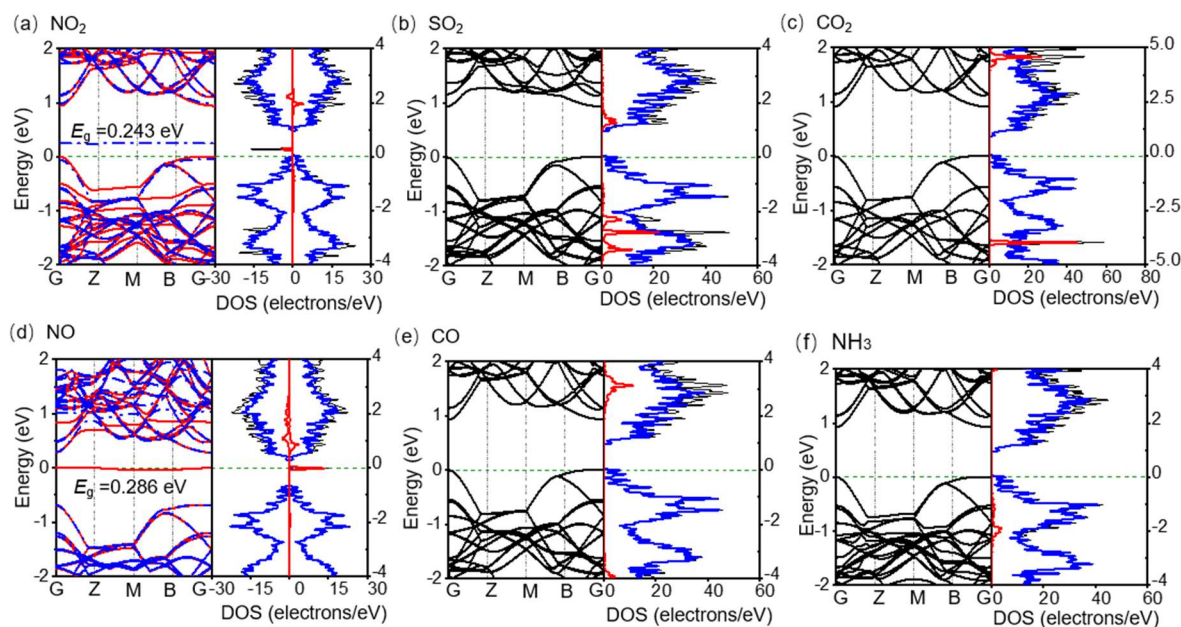 (a) NO₂
2
1
0
-1
-2
Energy (eV)
E_g =0.243 eV
G Z M B G
-30 -15 0 15 30
DOS (electrons/eV)
4
2
0
-2
-4
(b) SO₂
2
1
0
-1
-2
Energy (eV)
G Z M B G
0 20 40 60
DOS (electrons/eV)
4
2
0
-2
-4
(c) CO₂
2
1
0
-1
-2
Energy (eV)
G Z M B G
0 20 40 60 80
DOS (electrons/eV)
5.0
2.5
0.0
-2.5
-5.0
(d) NO
2
1
0
-1
-2
Energy (eV)
E_g =0.286 eV
G Z M B G
-30 -15 0 15 30
DOS (electrons/eV)
4
2
0
-2
-4
(e) CO
2
1
0
-1
-2
Energy (eV)
G Z M B G
0 20 40 60
DOS (electrons/eV)
4
2
0
-2
-4
(f) NH₃
2
1
0
-1
-2
Energy (eV)
G Z M B G
0 20 40 60
DOS (electrons/eV)
4
2
0
-2
-4